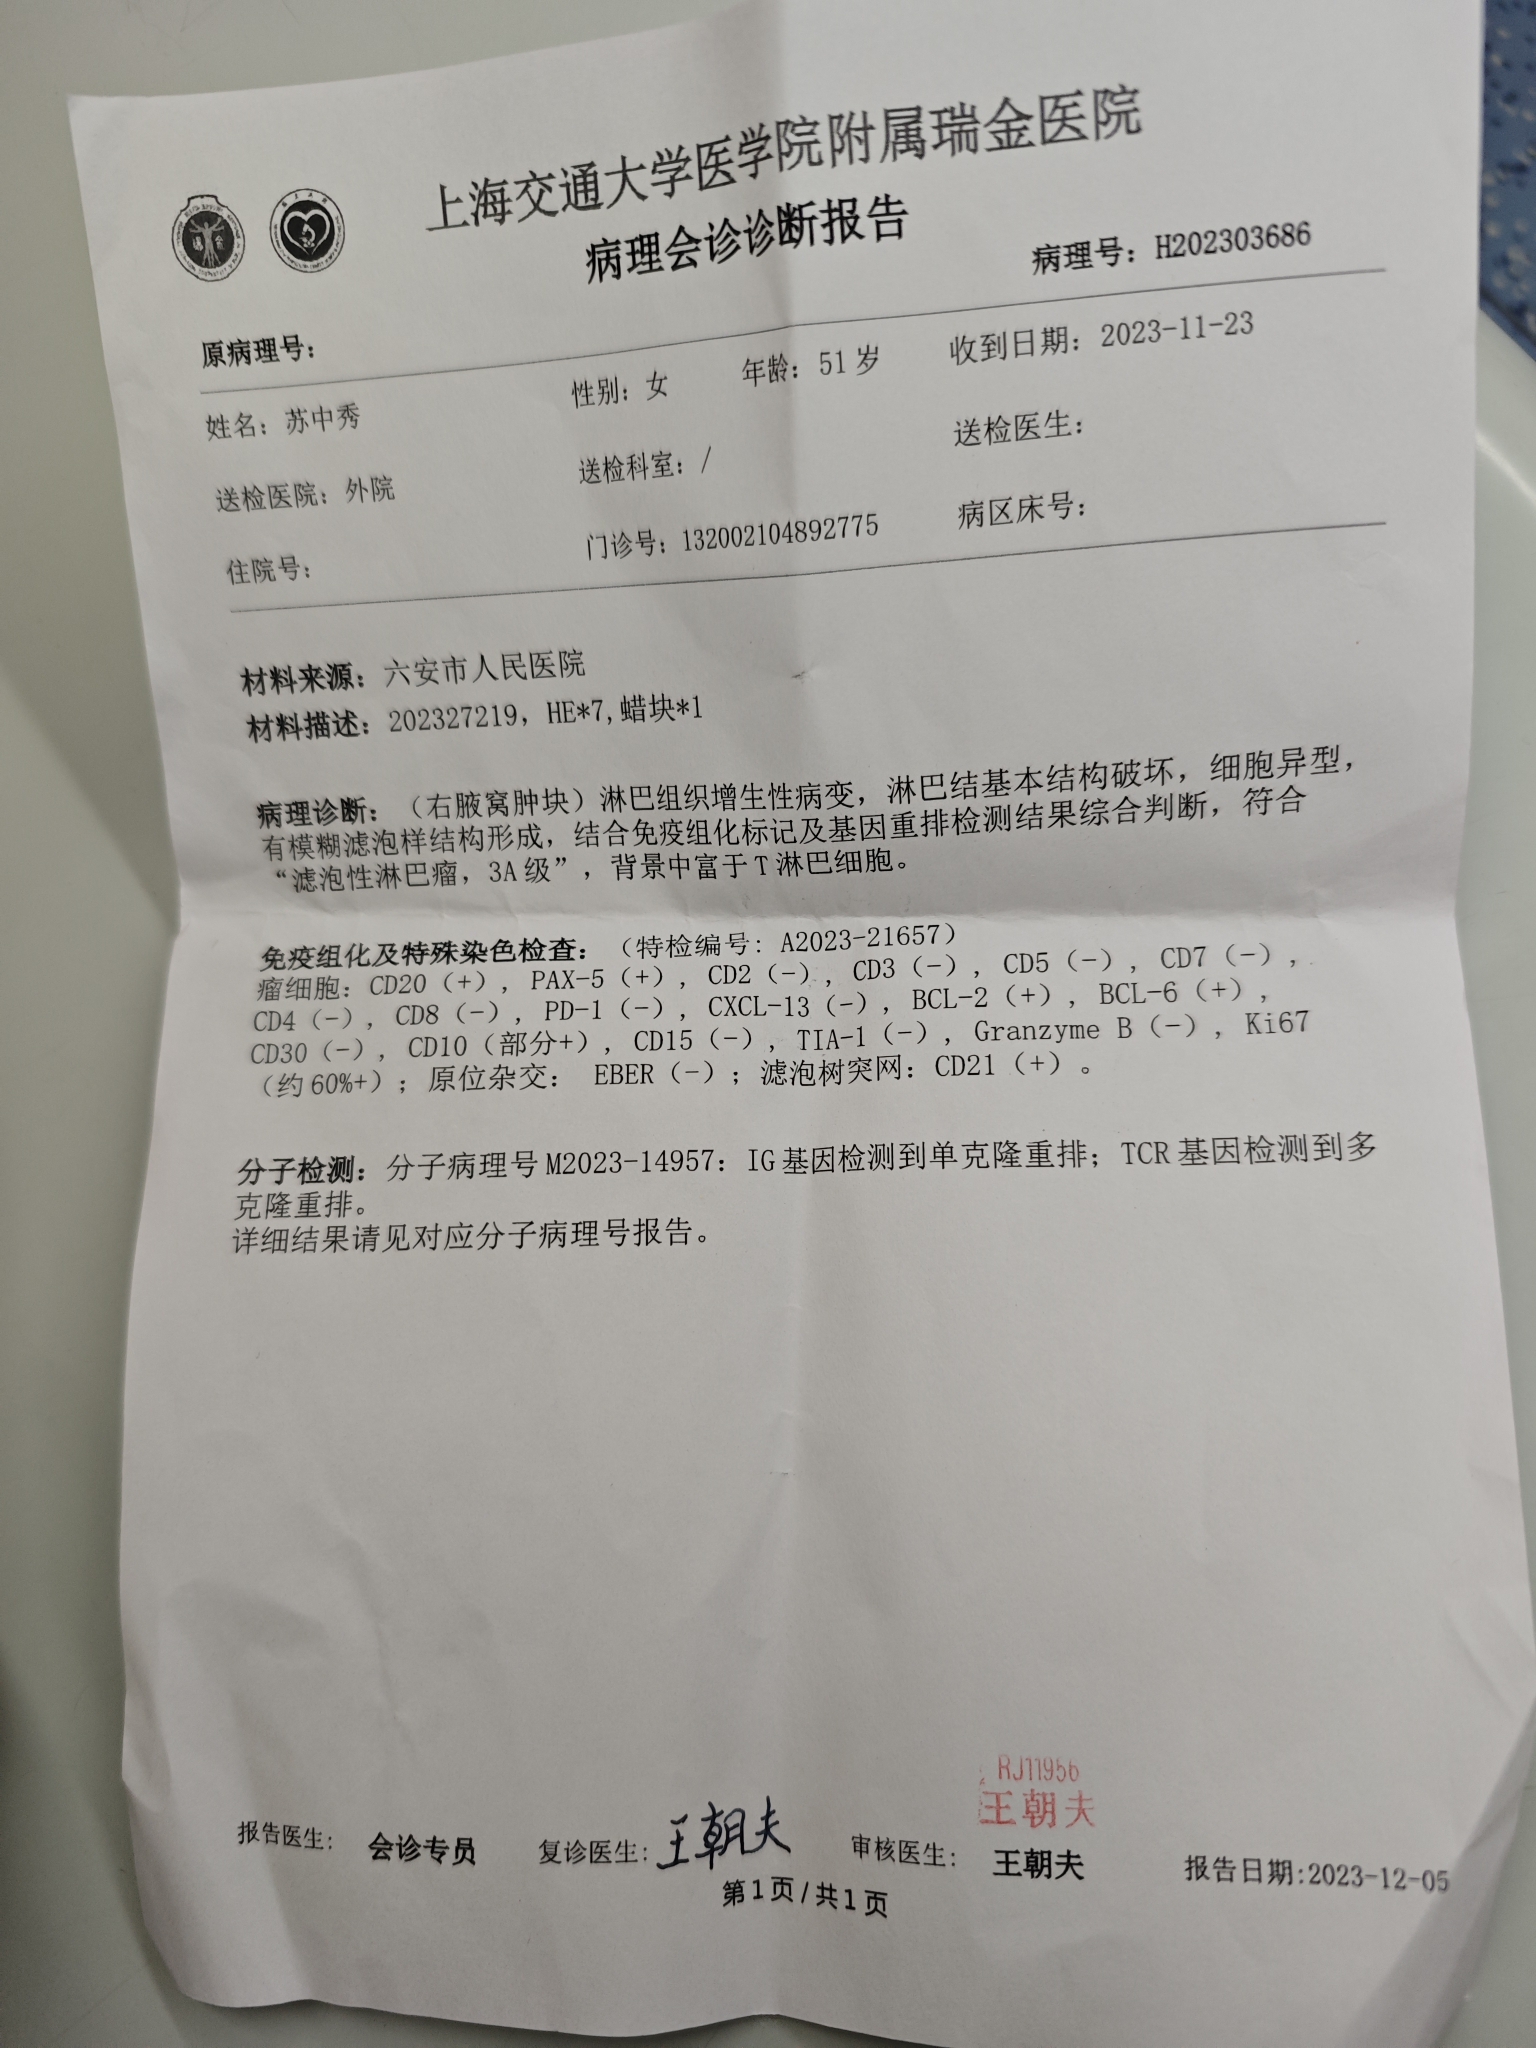 上海交通大学医学院附属瑞金医院
病理会诊诊断报告
病理号：H202303686
原病理号：
姓名：苏中秀 性别：女 年龄：51岁 收到日期：2023-11-23
送检医院：外院 送检科室：/ 送检医生：
住院号： 门诊号：132002104892775 病区床号：
材料来源：六安市人民医院
材料描述：202327219，HE*7,蜡块*1
病理诊断：（右腋窝肿块）淋巴组织增生性病变，淋巴结基本结构破坏，细胞异型，
有模糊滤泡样结构形成，结合免疫组化标记及基因重排检测结果综合判断，符合
“滤泡性淋巴瘤，3A级”，背景中富于T淋巴细胞。
免疫组化及特殊染色检查：（特检编号: A2023-21657）
瘤细胞：CD20（+）, PAX-5（+）, CD2（-）, CD3（-）, CD5（-）, CD7（-）,
CD4（-）, CD8（-）, PD-1（-）, CXCL-13（-）, BCL-2（+）, BCL-6（+）,
CD30（-）, CD10（部分+）, CD15（-）, TIA-1（-）, Granzyme B（-）, Ki67
（约60%+）；原位杂交： EBER（-）；滤泡树突网：CD21（+）。
分子检测：分子病理号M2023-14957：IG基因检测到单克隆重排；TCR基因检测到多
克隆重排。
详细结果请见对应分子病理号报告。
RJ11956
王朝夫
报告医生： 会诊专员 复诊医生：王朝夫 审核医生： 王朝夫 报告日期:2023-12-05
第1页/共1页